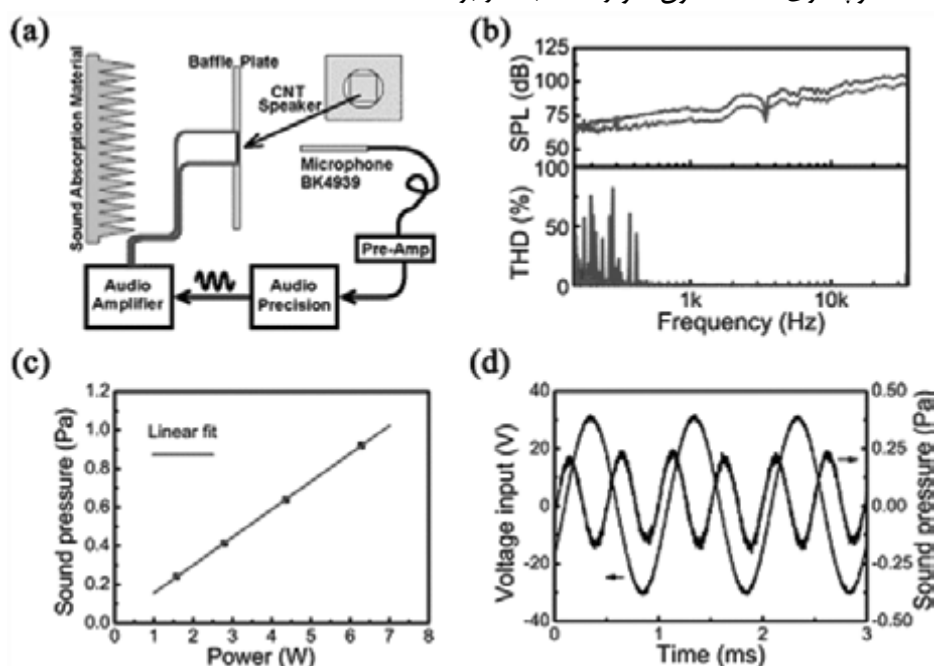 (a)
Sound Absorption Material
Baffle Plate
CNT
Speaker
Microphone
BK4939
Pre-Amp
Audio
Amplifier
Audio
Precision
(b)
SPL (dB)
125
100
75
50
THD (%)
100
50
0
1k
10k
Frequency (Hz)
(c)
Sound pressure (Pa)
1.2
1.0
0.8
0.6
0.4
0.2
0.0
Linear fit
0 1 2 3 4 5 6 7 8
Power (W)
(d)
Voltage input (V)
40
20
0
-20
-40
0.50
0.25
0.00
-0.25
-0.50
Sound pressure (Pa)
0 1 2 3
Time (ms)